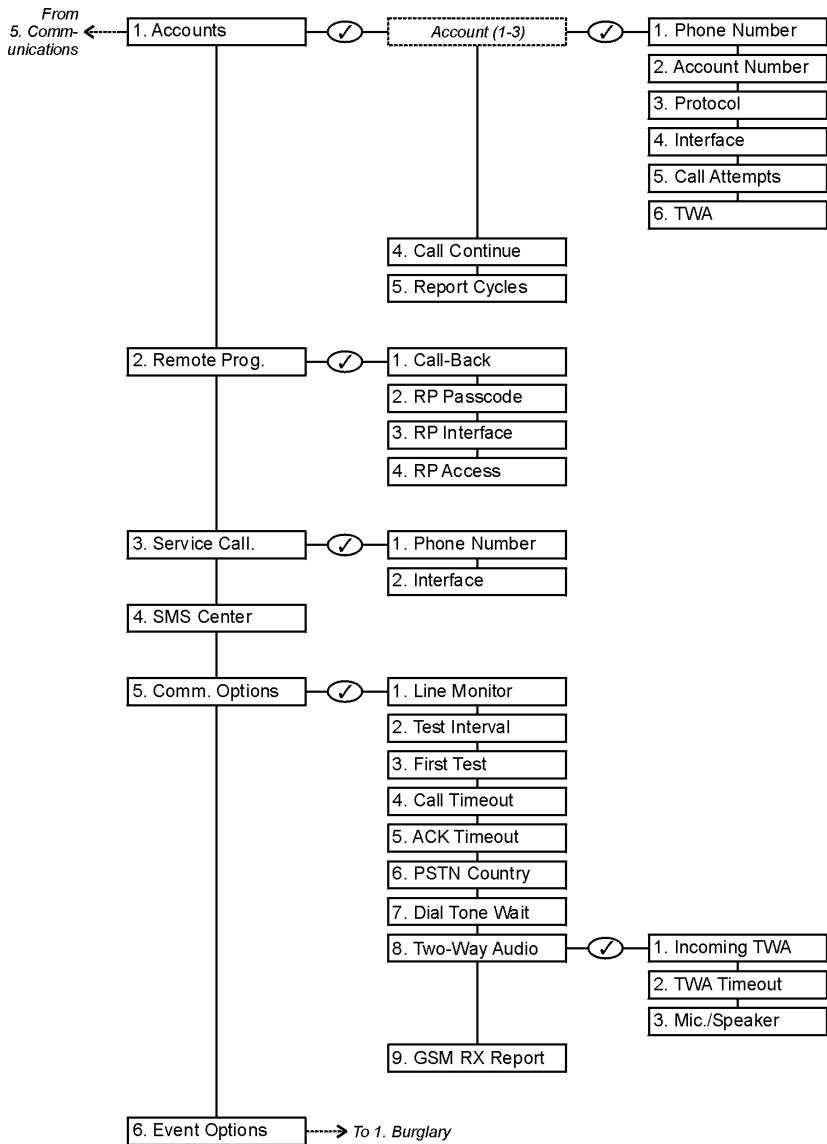 From
5. Comm-
unications
1. Accounts
Account (1-3)
1. Phone Number
2. Account Number
3. Protocol
4. Interface
5. Call Attempts
6. TWA
4. Call Continue
5. Report Cycles
2. Remote Prog.
1. Call-Back
2. RP Passcode
3. RP Interface
4. RP Access
3. Service Call.
1. Phone Number
2. Interface
4. SMS Center
5. Comm. Options
1. Line Monitor
2. Test Interval
3. First Test
4. Call Timeout
5. ACK Timeout
6. PSTN Country
7. Dial Tone Wait
8. Two-Way Audio
1. Incoming TWA
2. TWA Timeout
3. Mic./Speaker
9. GSM RX Report
6. Event Options
To 1. Burglary